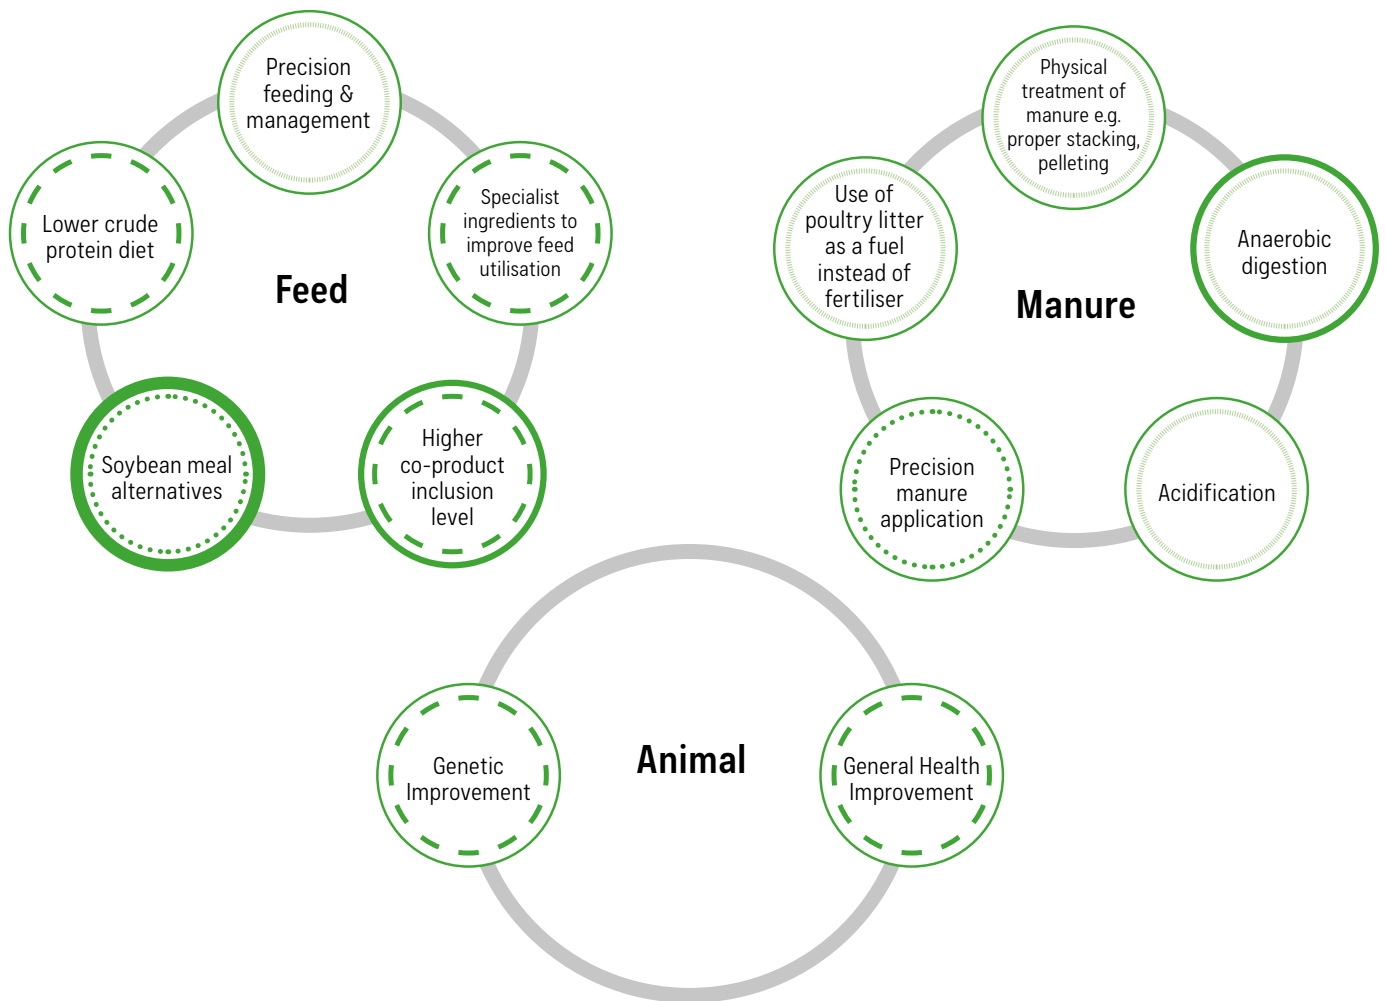 Precision
feeding &
management
Lower crude
protein diet
Specialist
ingredients to
improve feed
utilisation
Feed
Soybean meal
alternatives
Higher
co-product
inclusion
level
Physical
treatment of
manure e.g.
proper stacking,
pelleting
Use of
poultry litter
as a fuel
instead of
fertiliser
Anaerobic
digestion
Manure
Precision
manure
application
Acidification
Animal
Genetic
Improvement
General Health
Improvement